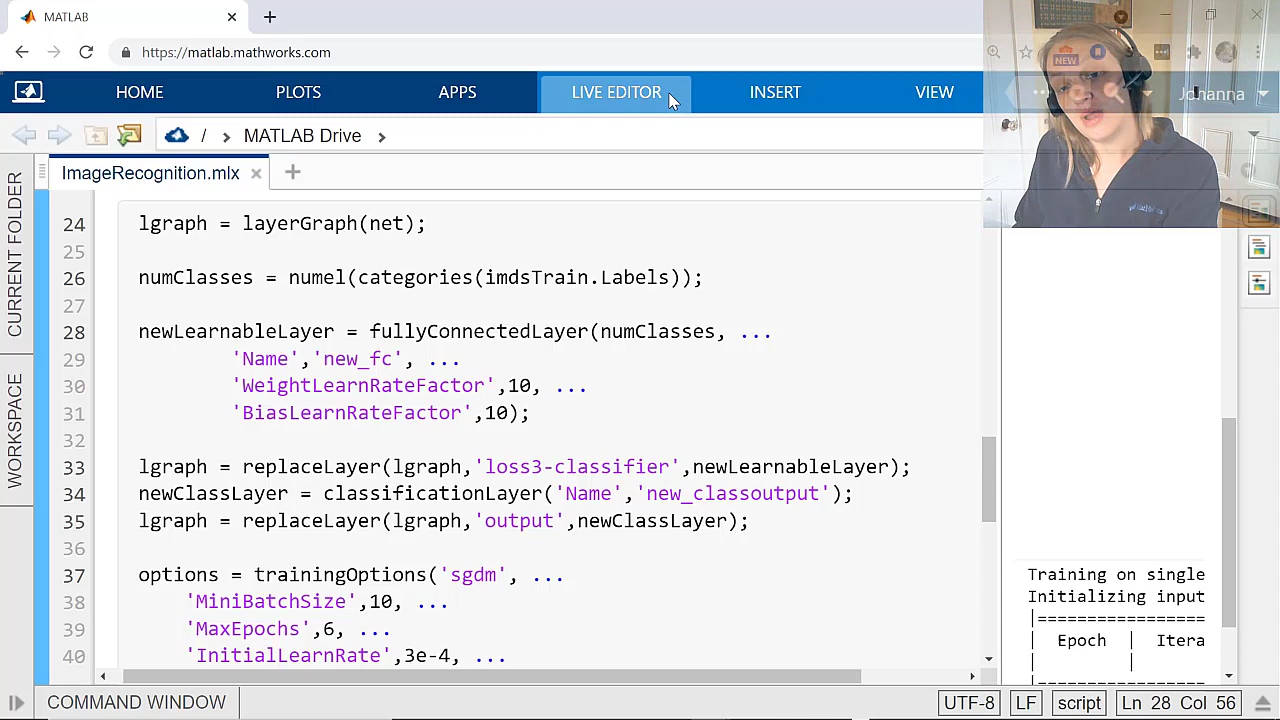 MATLAB
https://matlab.mathworks.com
NEW
HOME
PLOTS
APPS
LIVE EDITOR
INSERT
VIEW
Johanna
/ MATLAB Drive
ImageRecognition.mlx
CURRENT FOLDER
WORKSPACE
24 lgraph = layerGraph(net);
25
26 numClasses = numel(categories(imdsTrain.Labels));
27
28 newLearnableLayer = fullyConnectedLayer(numClasses, ...
29 'Name','new_fc', ...
30 'WeightLearnRateFactor',10, ...
31 'BiasLearnRateFactor',10);
32
33 lgraph = replaceLayer(lgraph,'loss3-classifier',newLearnableLayer);
34 newClassLayer = classificationLayer('Name','new_classoutput');
35 lgraph = replaceLayer(lgraph,'output',newClassLayer);
36
37 options = trainingOptions('sgdm', ...
38 'MiniBatchSize',10, ...
39 'MaxEpochs',6, ...
40 'InitialLearnRate',3e-4, ...
Training on single
Initializing input
|=================
| Epoch | Itera
| |
|=================
COMMAND WINDOW
UTF-8
LF
script
Ln 28 Col 56